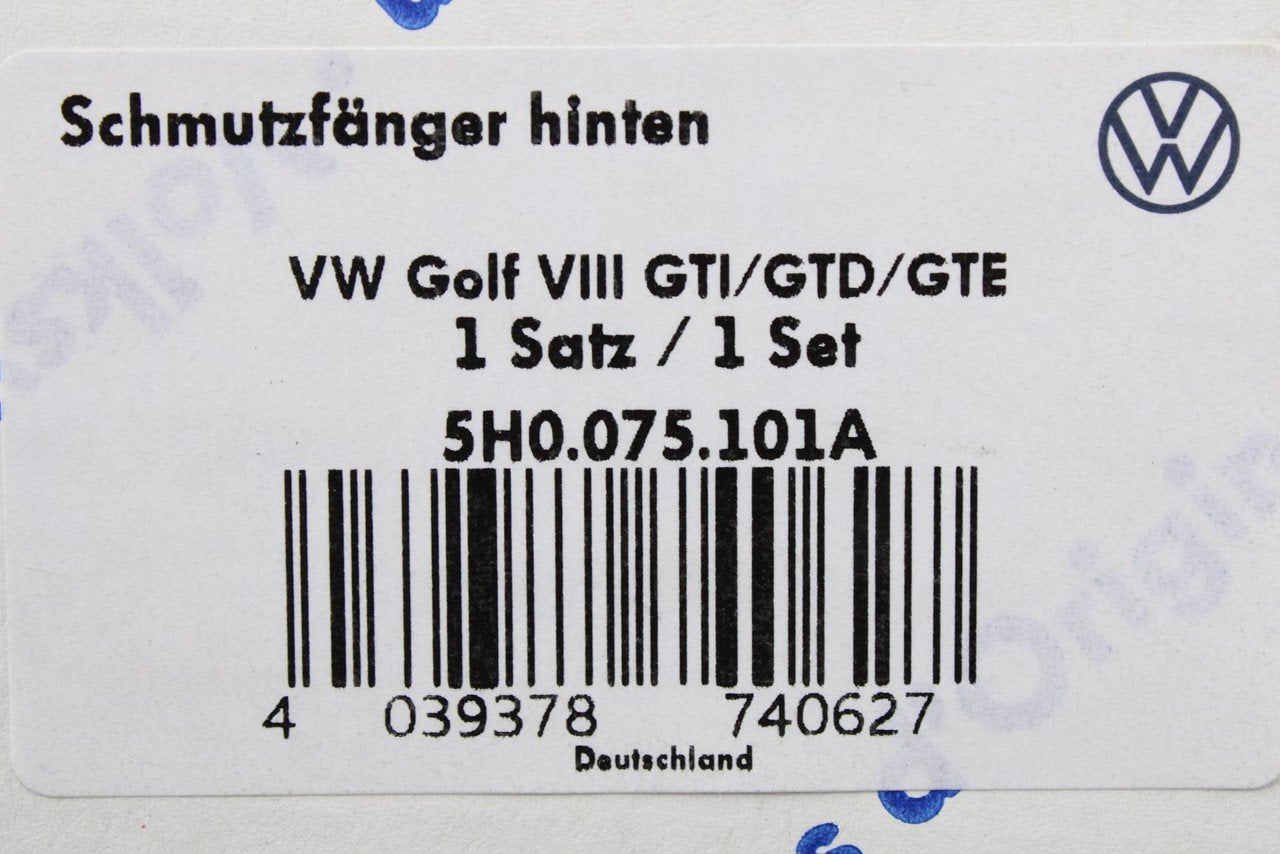 Schmutzfänger hinten
VW Golf VIII GTI/GTD/GTE
1 Satz / 1 Set
5H0.075.101A
4 039378 740627
Deutschland